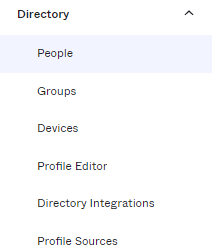 Directory
People
Groups
Devices
Profile Editor
Directory Integrations
Profile Sources